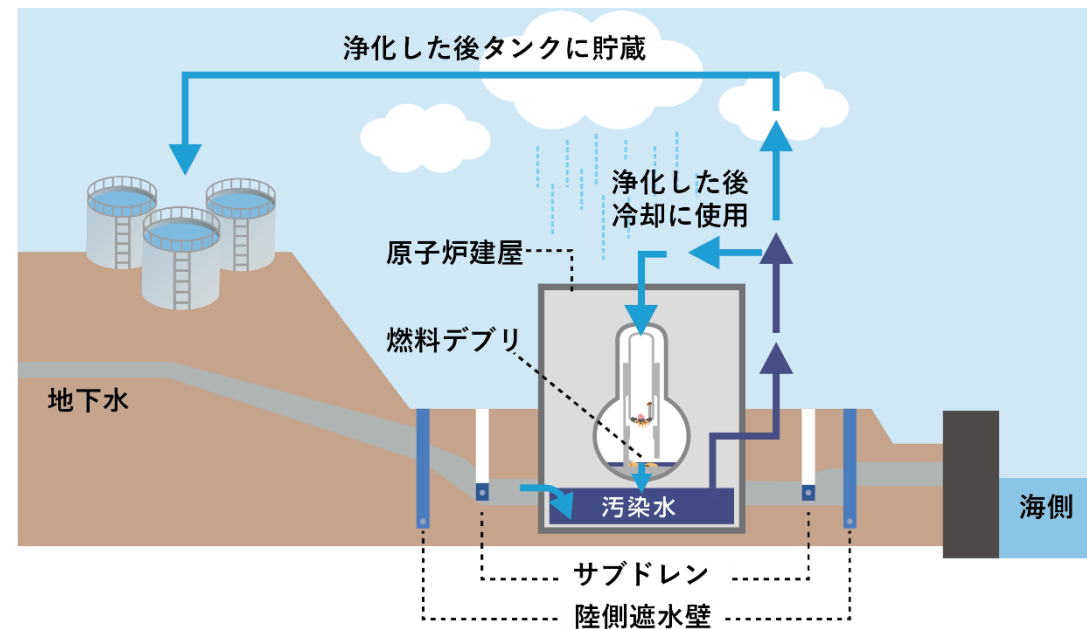 浄化した後タンクに貯蔵
浄化した後
冷却に使用
原子炉建屋
燃料デブリ
地下水
汚染水
海側
サブドレン
陸側遮水壁